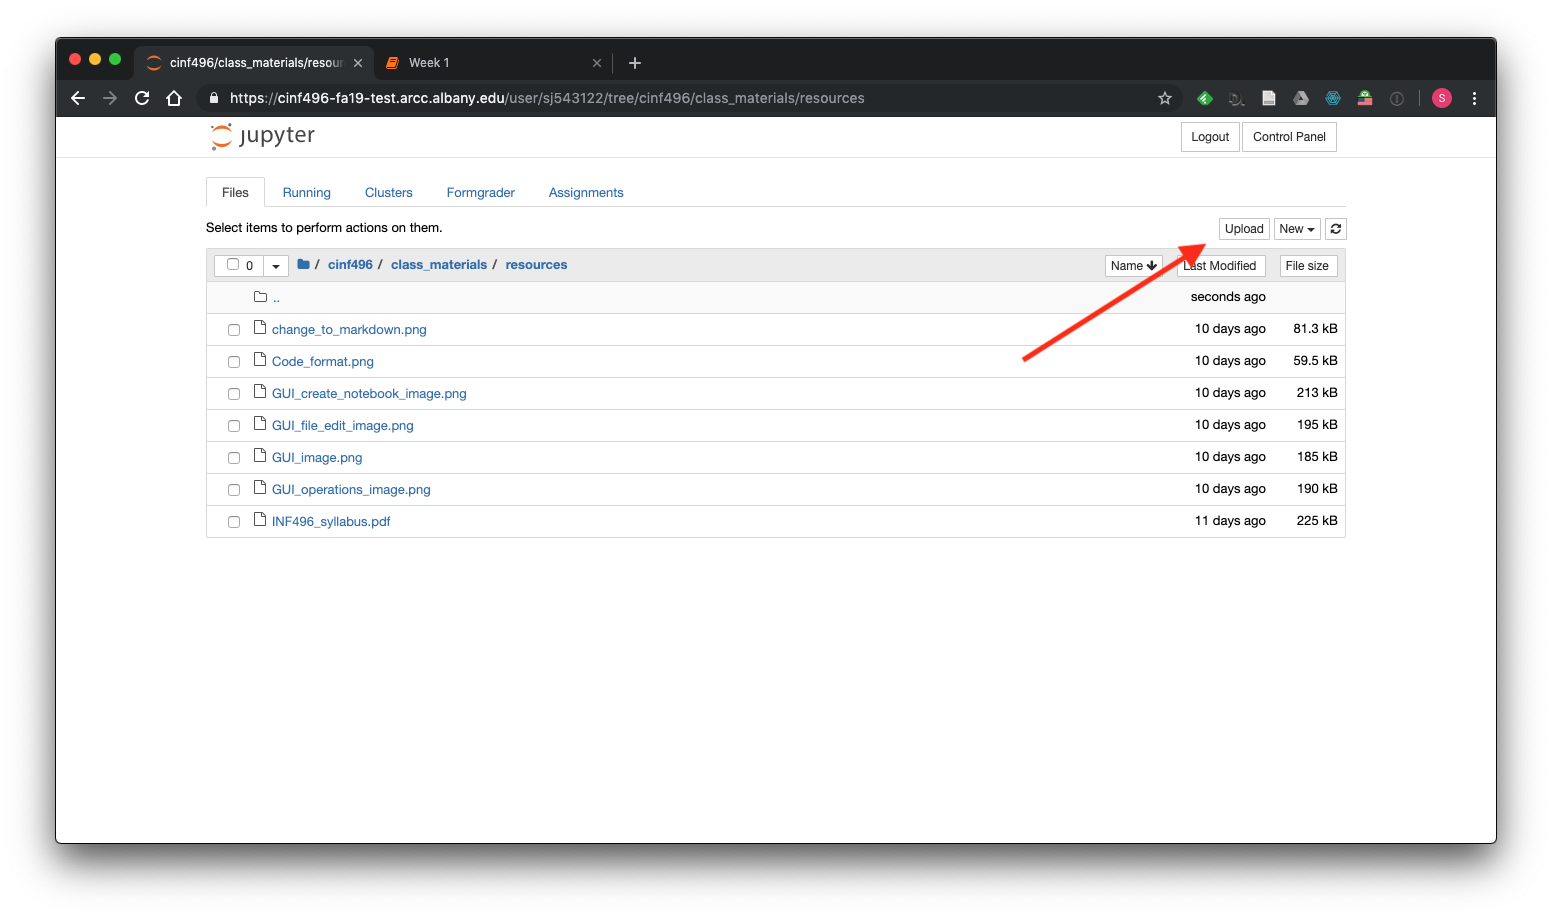 cinf496/class_materials/resour
Week 1
https://cinf496-fa19-test.arcc.albany.edu/user/sj543122/tree/cinf496/class_materials/resources
S
jupyter
Logout Control Panel
Files Running Clusters Formgrader Assignments
Select items to perform actions on them.
Upload New
0 / cinf496 / class_materials / resources Name Last Modified File size
.. seconds ago
change_to_markdown.png 10 days ago 81.3 kB
Code_format.png 10 days ago 59.5 kB
GUI_create_notebook_image.png 10 days ago 213 kB
GUI_file_edit_image.png 10 days ago 195 kB
GUI_image.png 10 days ago 185 kB
GUI_operations_image.png 10 days ago 190 kB
INF496_syllabus.pdf 11 days ago 225 kB